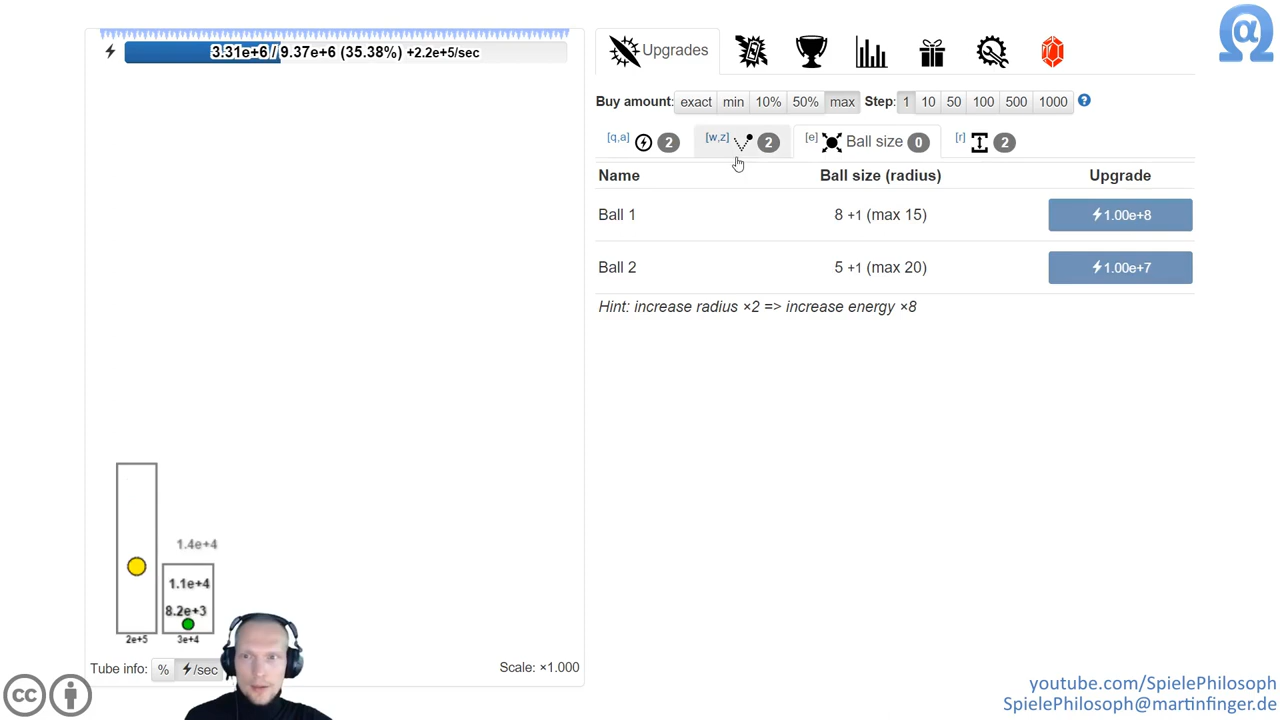 3.31e+6 / 9.37e+6 (35.38%) +2.2e+5/sec
Upgrades
Buy amount: exact min 10% 50% max Step: 1 10 50 100 500 1000 ?
[q,a] 2 [w,z] 2 [e] Ball size 0 [r] 2
Name Ball size (radius) Upgrade
Ball 1 8 +1 (max 15) 1.00e+8
Ball 2 5 +1 (max 20) 1.00e+7
Hint: increase radius ×2 => increase energy ×8
1.4e+4
1.1e+4
8.2e+3
2e+5 3e+4
Tube info: % /sec Scale: ×1.000
cc
youtube.com/SpielePhilosoph
SpielePhilosoph@martinfinger.de